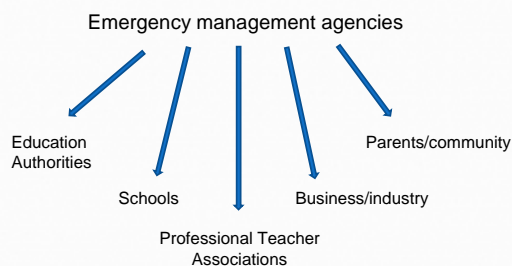 Emergency management agencies
Education
Authorities
Parents/community
Schools
Business/industry
Professional Teacher
Associations